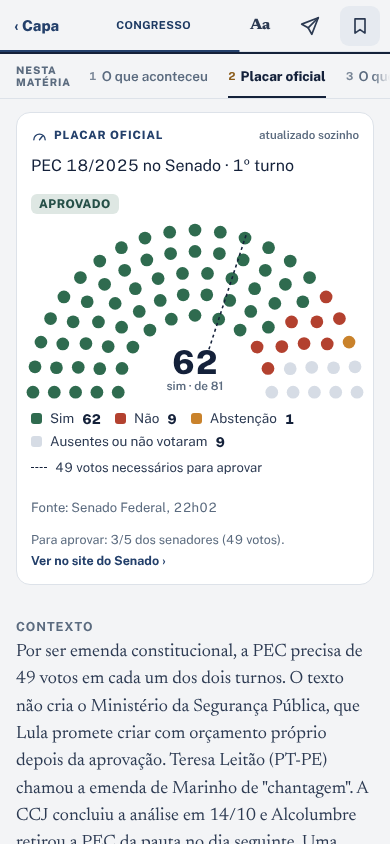 ‹ Capa
CONGRESSO
Aa
NESTA MATÉRIA
1 O que aconteceu
2 Placar oficial
3 O qu
PLACAR OFICIAL
atualizado sozinho
PEC 18/2025 no Senado · 1º turno
APROVADO
62
sim · de 81
Sim 62 Não 9 Abstenção 1
Ausentes ou não votaram 9
49 votos necessários para aprovar
Fonte: Senado Federal, 22h02
Para aprovar: 3/5 dos senadores (49 votos).
Ver no site do Senado ›
CONTEXTO
Por ser emenda constitucional, a PEC precisa de
49 votos em cada um dos dois turnos. O texto
não cria o Ministério da Segurança Pública, que
Lula promete criar com orçamento próprio
depois da aprovação. Teresa Leitão (PT-PE)
chamou a emenda de Marinho de "chantagem". A
CCJ concluiu a análise em 14/10 e Alcolumbre
retirou a PEC da pauta no dia seguinte. Uma